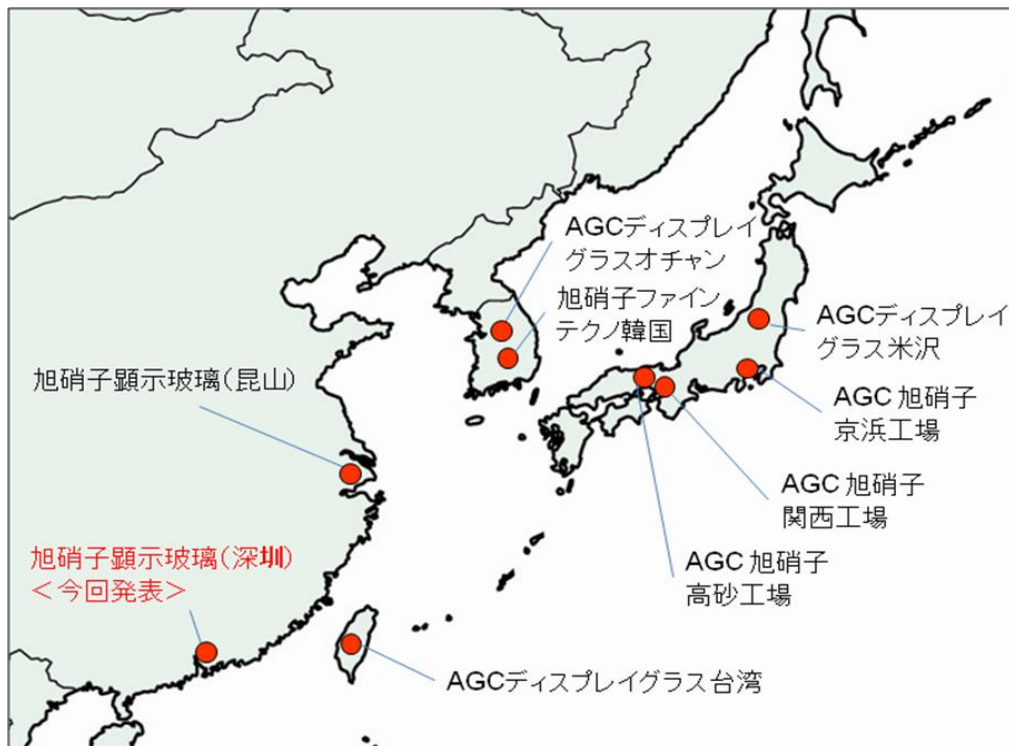 AGCディスプレイ
グラスオチャン
旭硝子ファイン
テクノ韓国
AGCディスプレイ
グラス米沢
旭硝子顕示玻璃(昆山)
AGC 旭硝子
京浜工場
AGC 旭硝子
関西工場
旭硝子顕示玻璃(深圳)
＜今回発表＞
AGC 旭硝子
高砂工場
AGCディスプレイグラス台湾